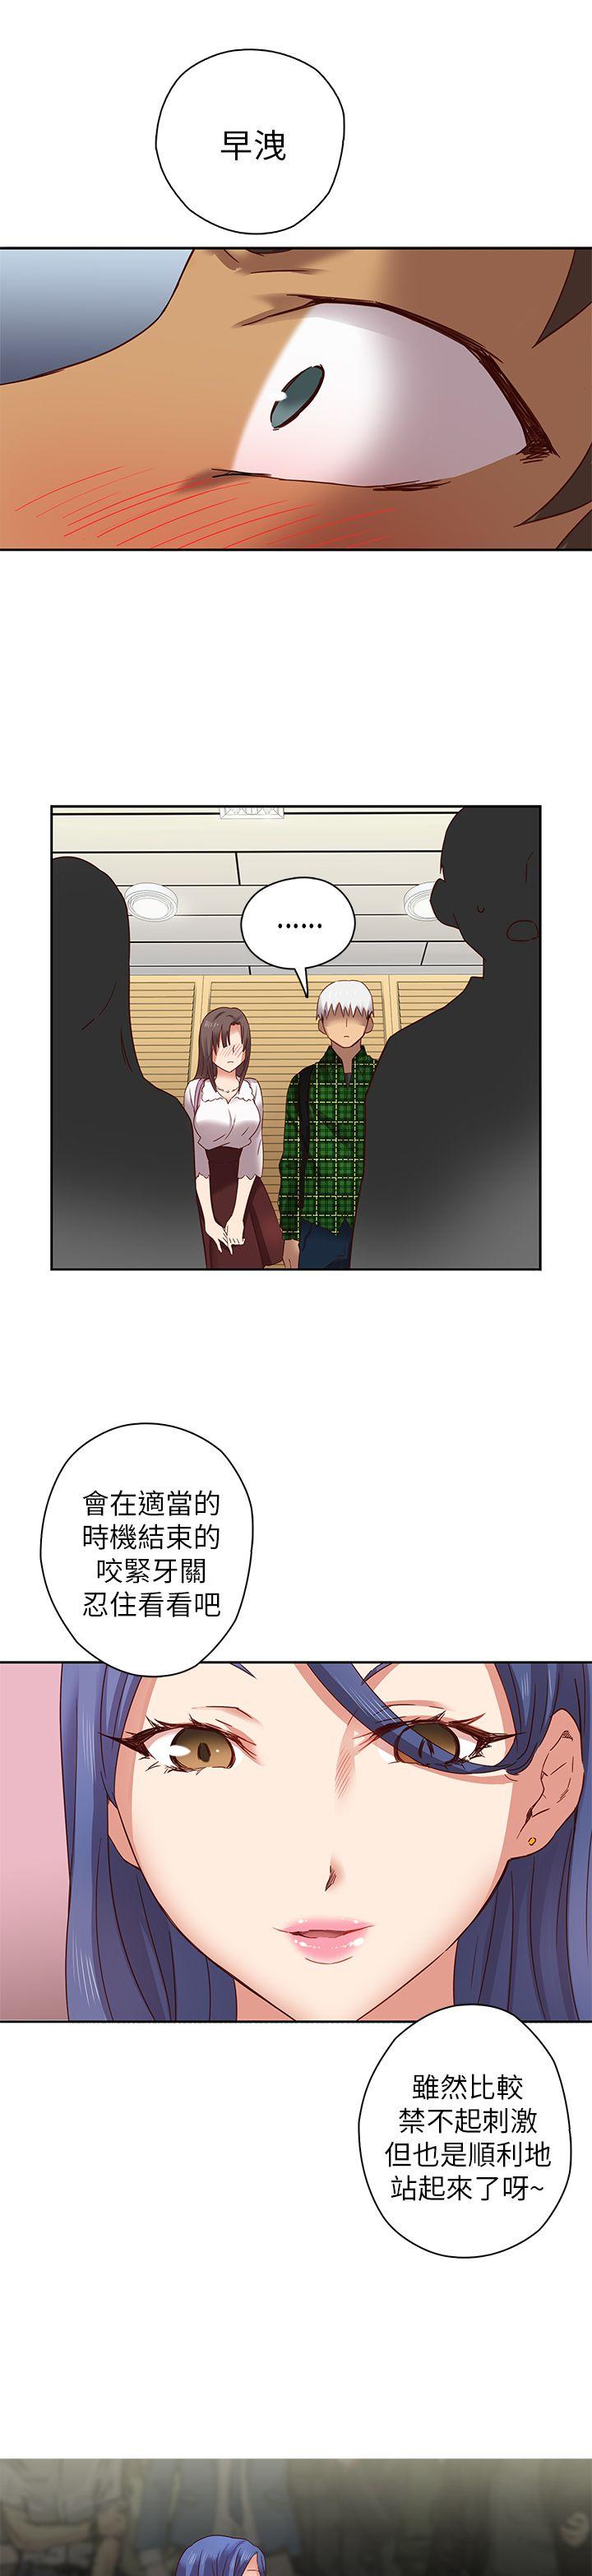 早洩
⋯⋯
會在適當的
時機結束的
咬緊牙關
忍住看看吧
雖然比較
禁不起刺激
但也是順利地
站起來了呀~